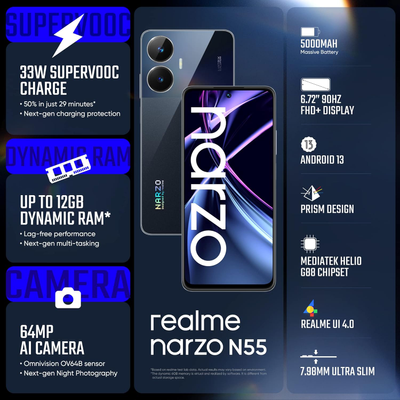 SUPERVOOC
33W SUPERVOOC
CHARGE
• 50% in just 29 minutes*
• Next-gen charging protection
DYNAMIC RAM
UP TO 12GB
DYNAMIC RAM*
• Lag-free performance
• Next-gen multi-tasking
CAMERA
64MP
AI CAMERA
• Omnivision OV64B sensor
• Next-gen Night Photography
NARZO
narzo
realme
narzo N55
5000MAH
Massive Battery
6.72" 90HZ
FHD+ DISPLAY
13
ANDROID 13
PRISM DESIGN
MEDIATEK HELIO
G88 CHIPSET
REALME UI 4.0
7.98MM ULTRA SLIM